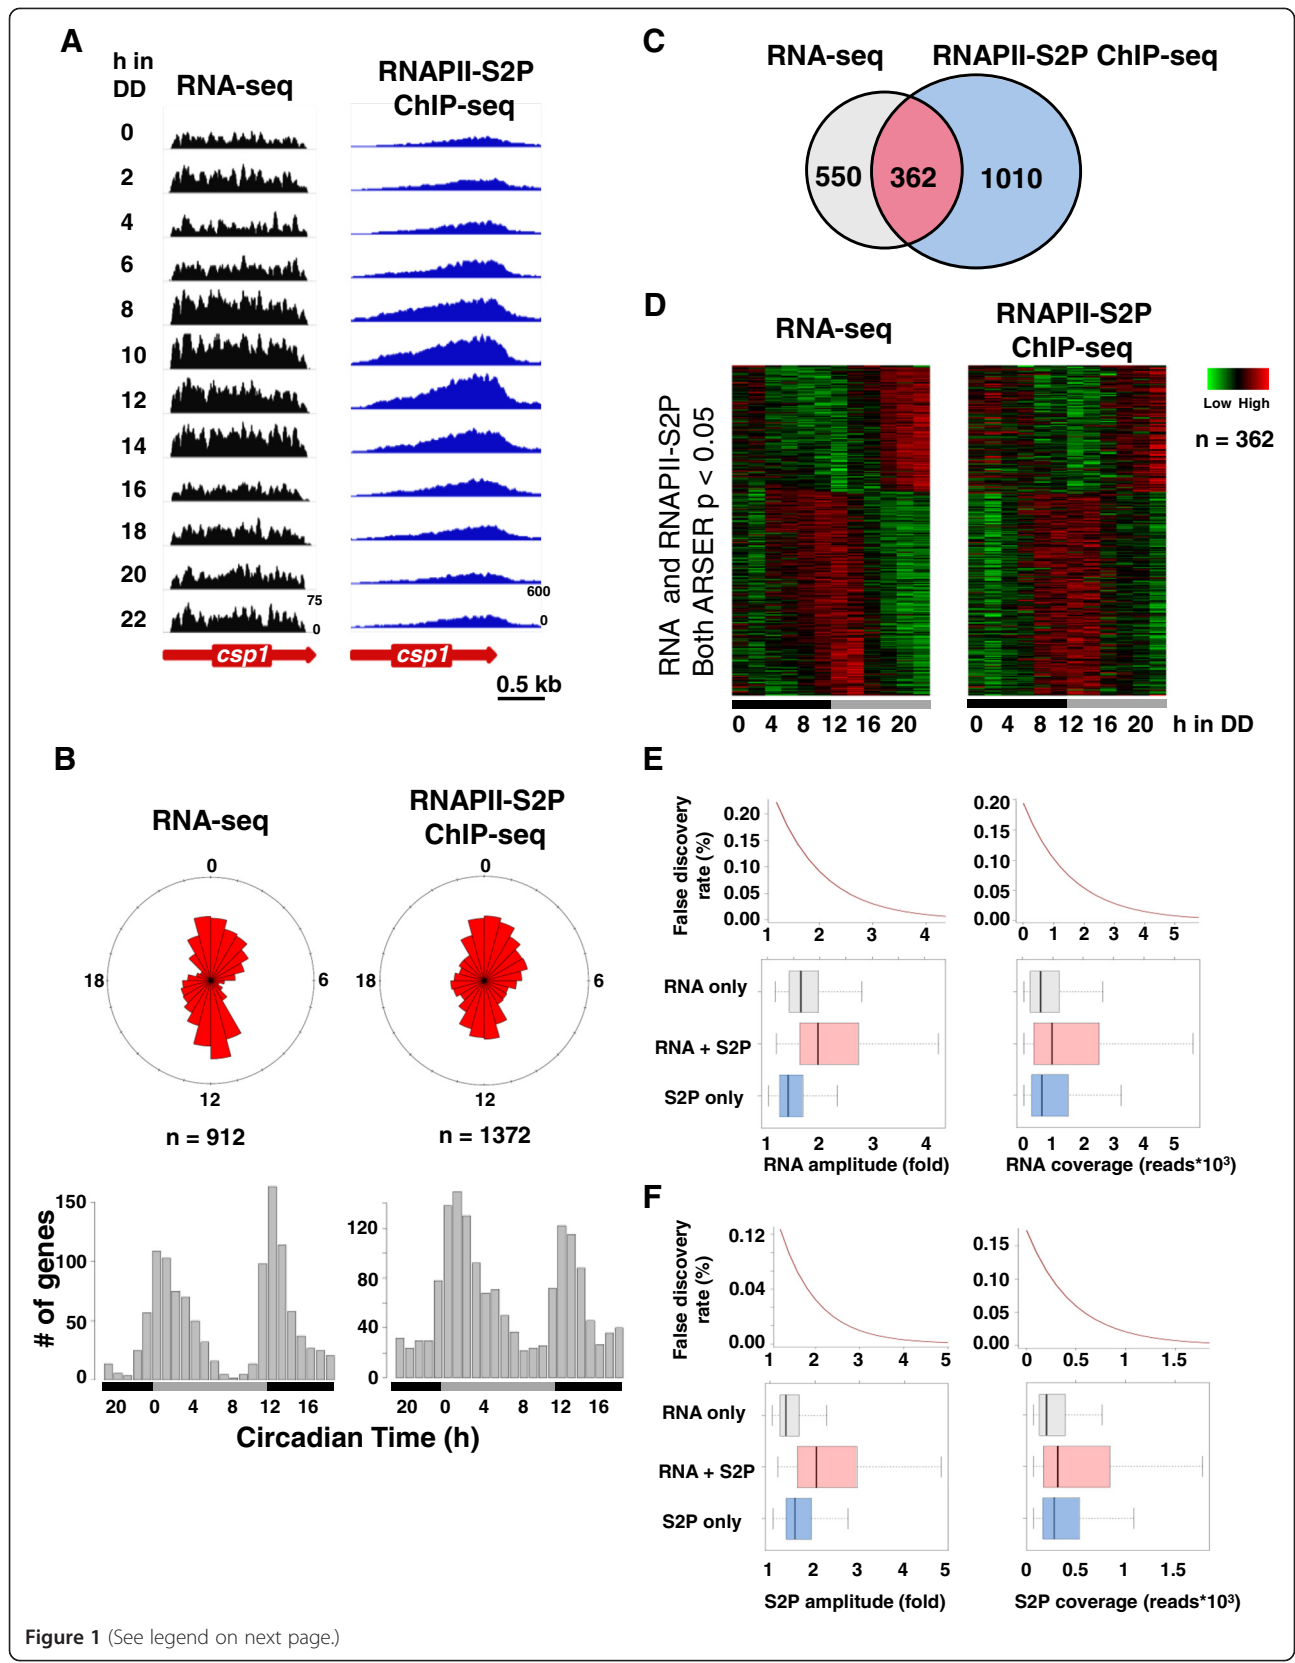 A
h in
DD
RNA-seq
RNAPII-S2P
ChIP-seq
0
2
4
6
8
10
12
14
16
18
20
22
75
0
600
0
csp1
csp1
0.5 kb
B
RNA-seq
RNAPII-S2P
ChIP-seq
0
6
12
18
n = 912
0
6
12
18
n = 1372
# of genes
150
100
50
0
20 0 4 8 12 16
120
80
40
0
20 0 4 8 12 16
Circadian Time (h)
C
RNA-seq
RNAPII-S2P ChIP-seq
550
362
1010
D
RNA-seq
RNAPII-S2P
ChIP-seq
RNA and RNAPII-S2P
Both ARSER p < 0.05
Low High
n = 362
0 4 8 12 16 20
0 4 8 12 16 20
h in DD
E
False discovery
rate (%)
0.20
0.15
0.10
0.05
0.00
1 2 3 4
0.20
0.15
0.10
0.05
0.00
0 1 2 3 4 5
RNA only
RNA + S2P
S2P only
1 2 3 4
RNA amplitude (fold)
0 1 2 3 4 5
RNA coverage (reads*10³)
F
False discovery
rate (%)
0.12
0.04
0.00
1 2 3 4 5
0.15
0.10
0.05
0.00
0 0.5 1 1.5
RNA only
RNA + S2P
S2P only
1 2 3 4 5
S2P amplitude (fold)
0 0.5 1 1.5
S2P coverage (reads*10³)
Figure 1 (See legend on next page.)